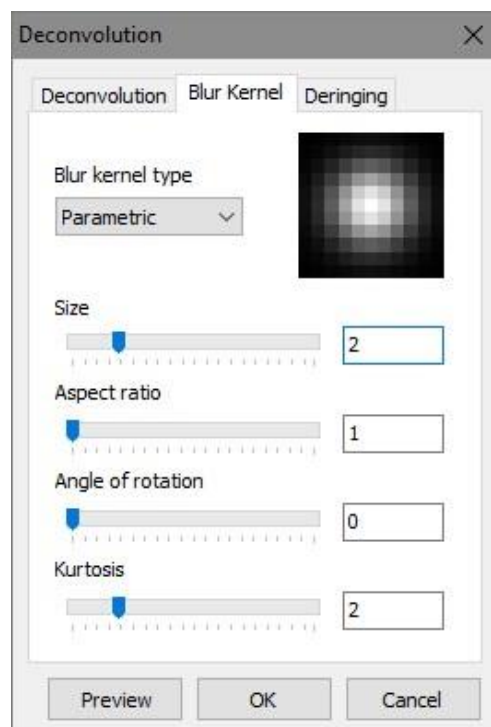 Deconvolution
Deconvolution Blur Kernel Deringing
Blur kernel type
Parametric
Size
2
Aspect ratio
1
Angle of rotation
0
Kurtosis
2
Preview OK Cancel